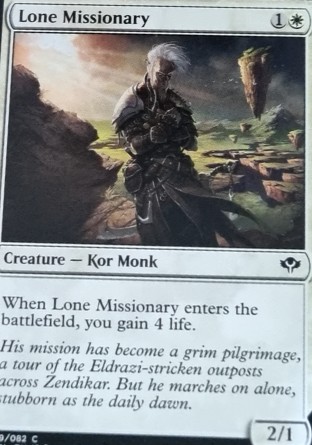 Lone Missionary 1
Creature — Kor Monk
When Lone Missionary enters the
battlefield, you gain 4 life.
His mission has become a grim pilgrimage,
a tour of the Eldrazi-stricken outposts
across Zendikar. But he marches on alone,
stubborn as the daily dawn.
9/082 C
2/1